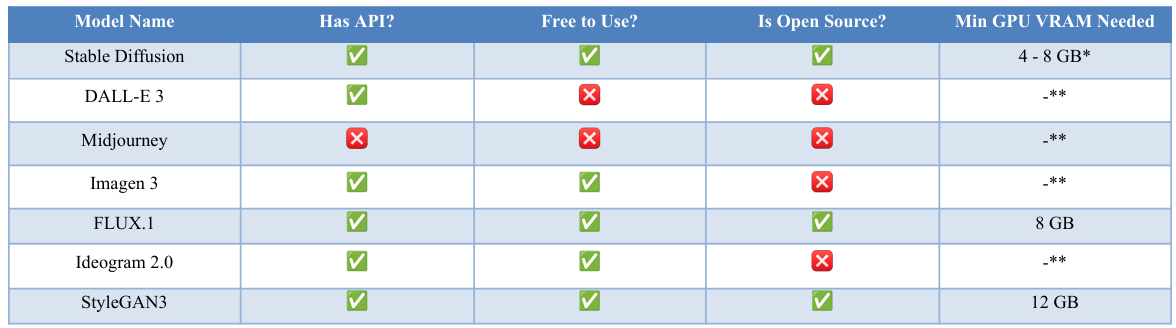 Model Name Has API? Free to Use? Is Open Source? Min GPU VRAM Needed
Stable Diffusion ✅ ✅ ✅ 4 - 8 GB*
DALL-E 3 ✅ ❎ ❎ -**
Midjourney ❎ ❎ ❎ -**
Imagen 3 ✅ ✅ ❎ -**
FLUX.1 ✅ ✅ ✅ 8 GB
Ideogram 2.0 ✅ ✅ ❎ -**
StyleGAN3 ✅ ✅ ✅ 12 GB